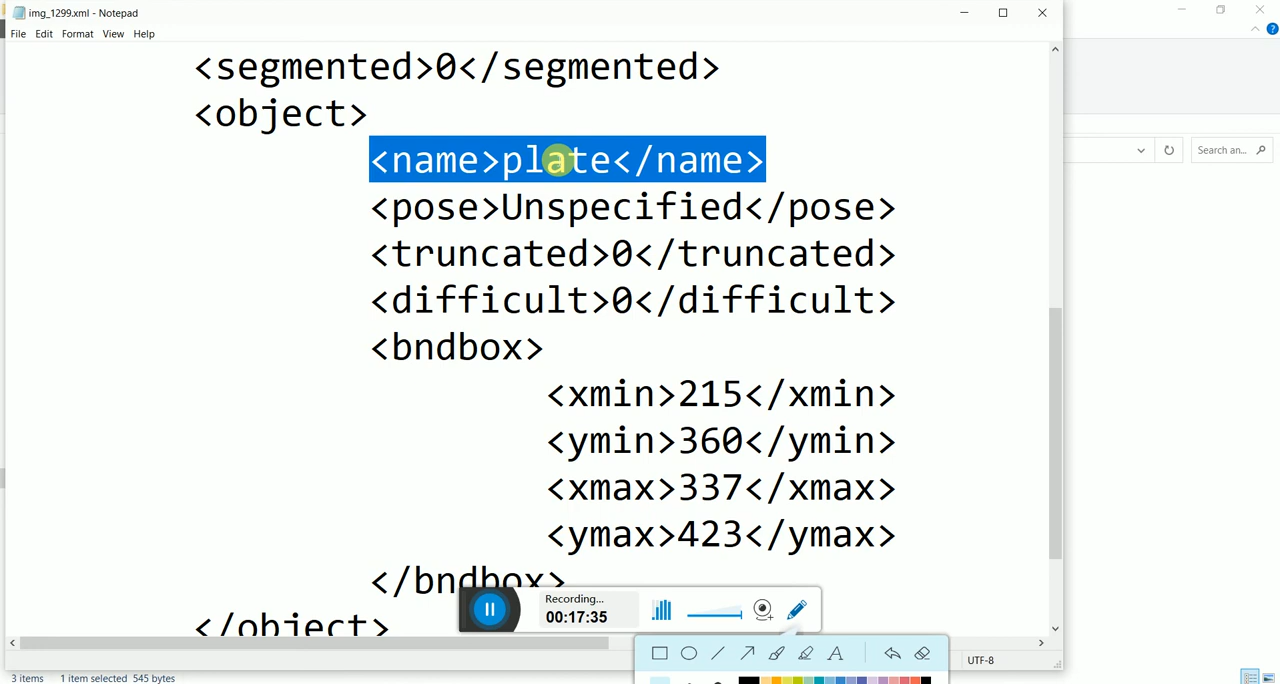 img_1299.xml - Notepad
File Edit Format View Help
<segmented>0</segmented>
<object>
<name>plate</name>
<pose>Unspecified</pose>
<truncated>0</truncated>
<difficult>0</difficult>
<bndbox>
<xmin>215</xmin>
<ymin>360</ymin>
<xmax>337</xmax>
<ymax>423</ymax>
</bndbox>
</object>
Search an...
Recording...
00:17:35
UTF-8
3 items 1 item selected 545 bytes